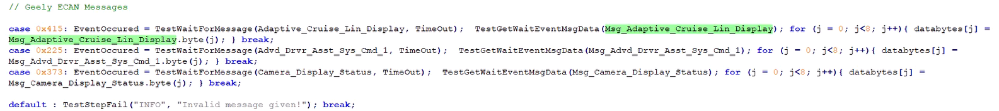 // Geely ECAN Messages
case 0x415: EventOccured = TestWaitForMessage(Adaptive_Cruise_Lin_Display, TimeOut);  TestGetWaitEventMsgData(Msg_Adaptive_Cruise_Lin_Display); for (j = 0; j<8; j++){ databytes[j] =
Msg_Adaptive_Cruise_Lin_Display.byte(j); } break;
case 0x225: EventOccured = TestWaitForMessage(Advd_Drvr_Asst_Sys_Cmd_1, TimeOut);  TestGetWaitEventMsgData(Msg_Advd_Drvr_Asst_Sys_Cmd_1); for (j = 0; j<8; j++){ databytes[j] =
Msg_Advd_Drvr_Asst_Sys_Cmd_1.byte(j); } break;
case 0x373: EventOccured = TestWaitForMessage(Camera_Display_Status, TimeOut);  TestGetWaitEventMsgData(Msg_Camera_Display_Status); for (j = 0; j<8; j++){ databytes[j] =
Msg_Camera_Display_Status.byte(j); } break;
default : TestStepFail("INFO", "Invalid message given!"); break;